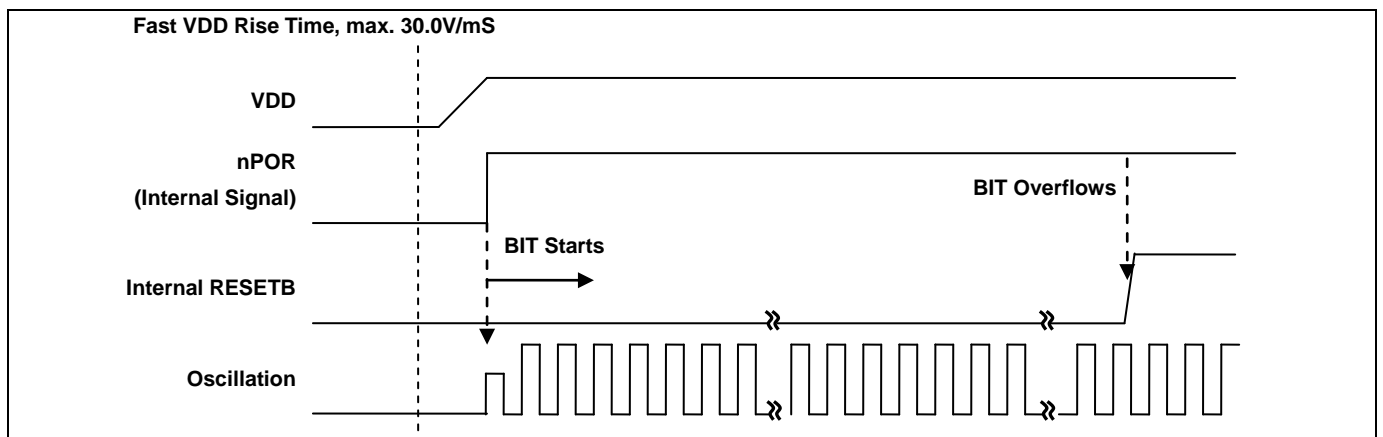 Fast VDD Rise Time, max. 30.0V/mS
VDD
nPOR
(Internal Signal)
BIT Overflows
BIT Starts
Internal RESETB
Oscillation